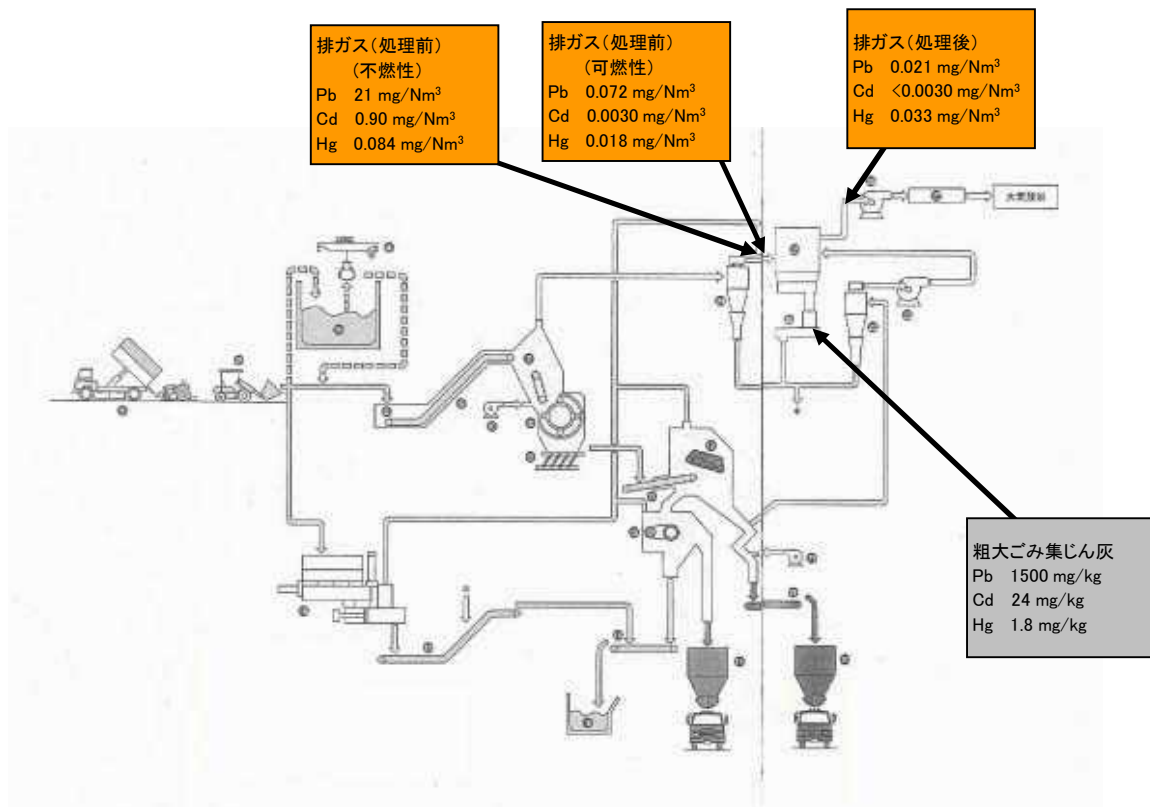 排ガス(処理前)
(不燃性)
Pb 21 mg/Nm³
Cd 0.90 mg/Nm³
Hg 0.084 mg/Nm³
排ガス(処理前)
(可燃性)
Pb 0.072 mg/Nm³
Cd 0.0030 mg/Nm³
Hg 0.018 mg/Nm³
排ガス(処理後)
Pb 0.021 mg/Nm³
Cd <0.0030 mg/Nm³
Hg 0.033 mg/Nm³
粗大ごみ集じん灰
Pb 1500 mg/kg
Cd 24 mg/kg
Hg 1.8 mg/kg